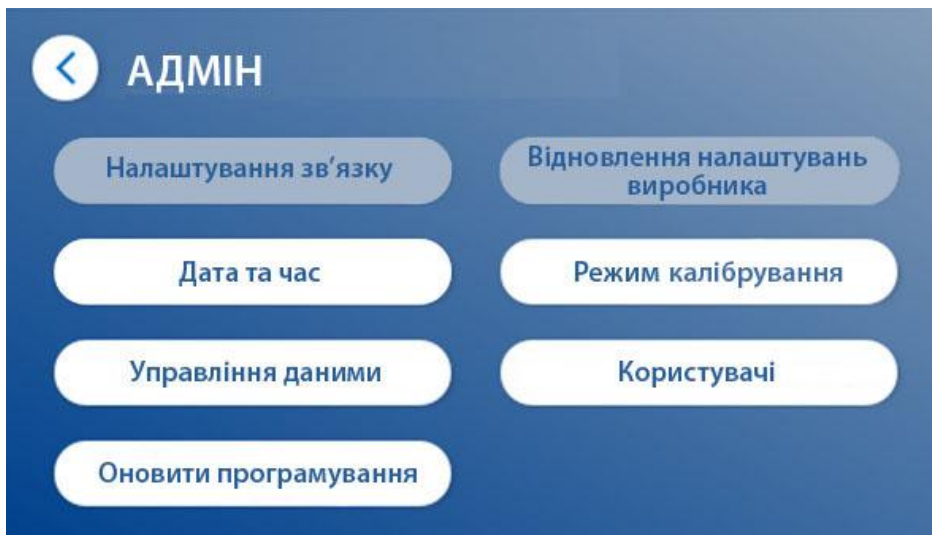 АДМІН
Налаштування зв’язку
Відновлення налаштувань
виробника
Дата та час
Режим калібрування
Управління даними
Користувачі
Оновити програмування